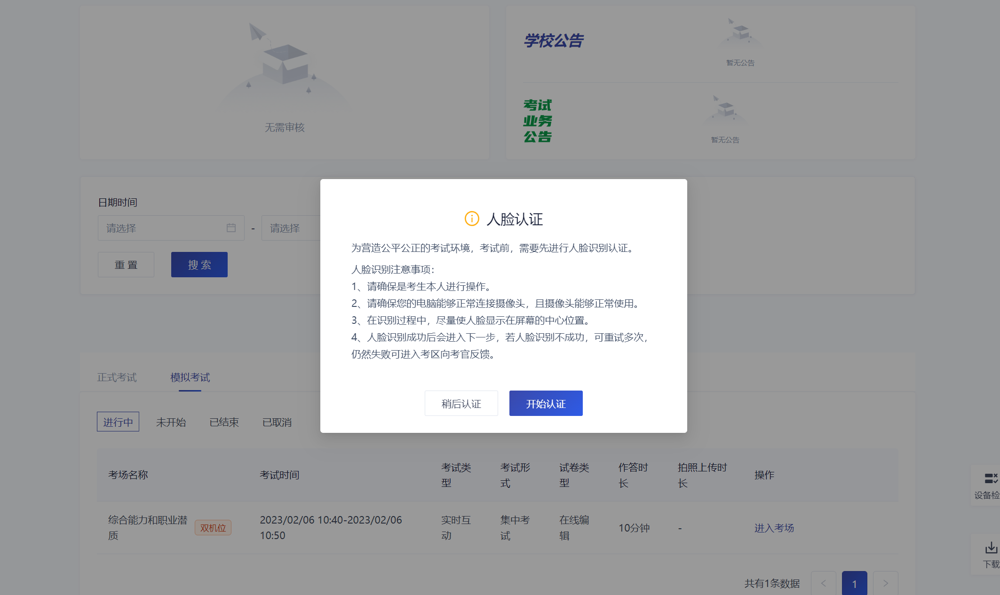 学校公告
暂无公告
考试
业务
公告
暂无公告
无需审核
日期时间
请选择
-
请选择
重 置
搜 索
人脸认证
为营造公平公正的考试环境，考试前，需要先进行人脸识别认证。
人脸识别注意事项：
1、请确保是考生本人进行操作。
2、请确保您的电脑能够正常连接摄像头，且摄像头能够正常使用。
3、在识别过程中，尽量使人脸显示在屏幕的中心位置。
4、人脸识别成功后会进入下一步，若人脸识别不成功，可重试多次，
仍然失败可进入考区向考官反馈。
稍后认证
开始认证
正式考试
模拟考试
进行中
未开始
已结束
已取消
考场名称
考试时间
考试类
型
考试形
式
试卷类
型
作答时
长
拍照上传时
长
操作
综合能力和职业潜
质
双机位
2023/02/06 10:40-2023/02/06
10:50
实时互
动
集中考
试
在线编
辑
10分钟
-
进入考场
设备检
下载
共有1条数据
<
1
>